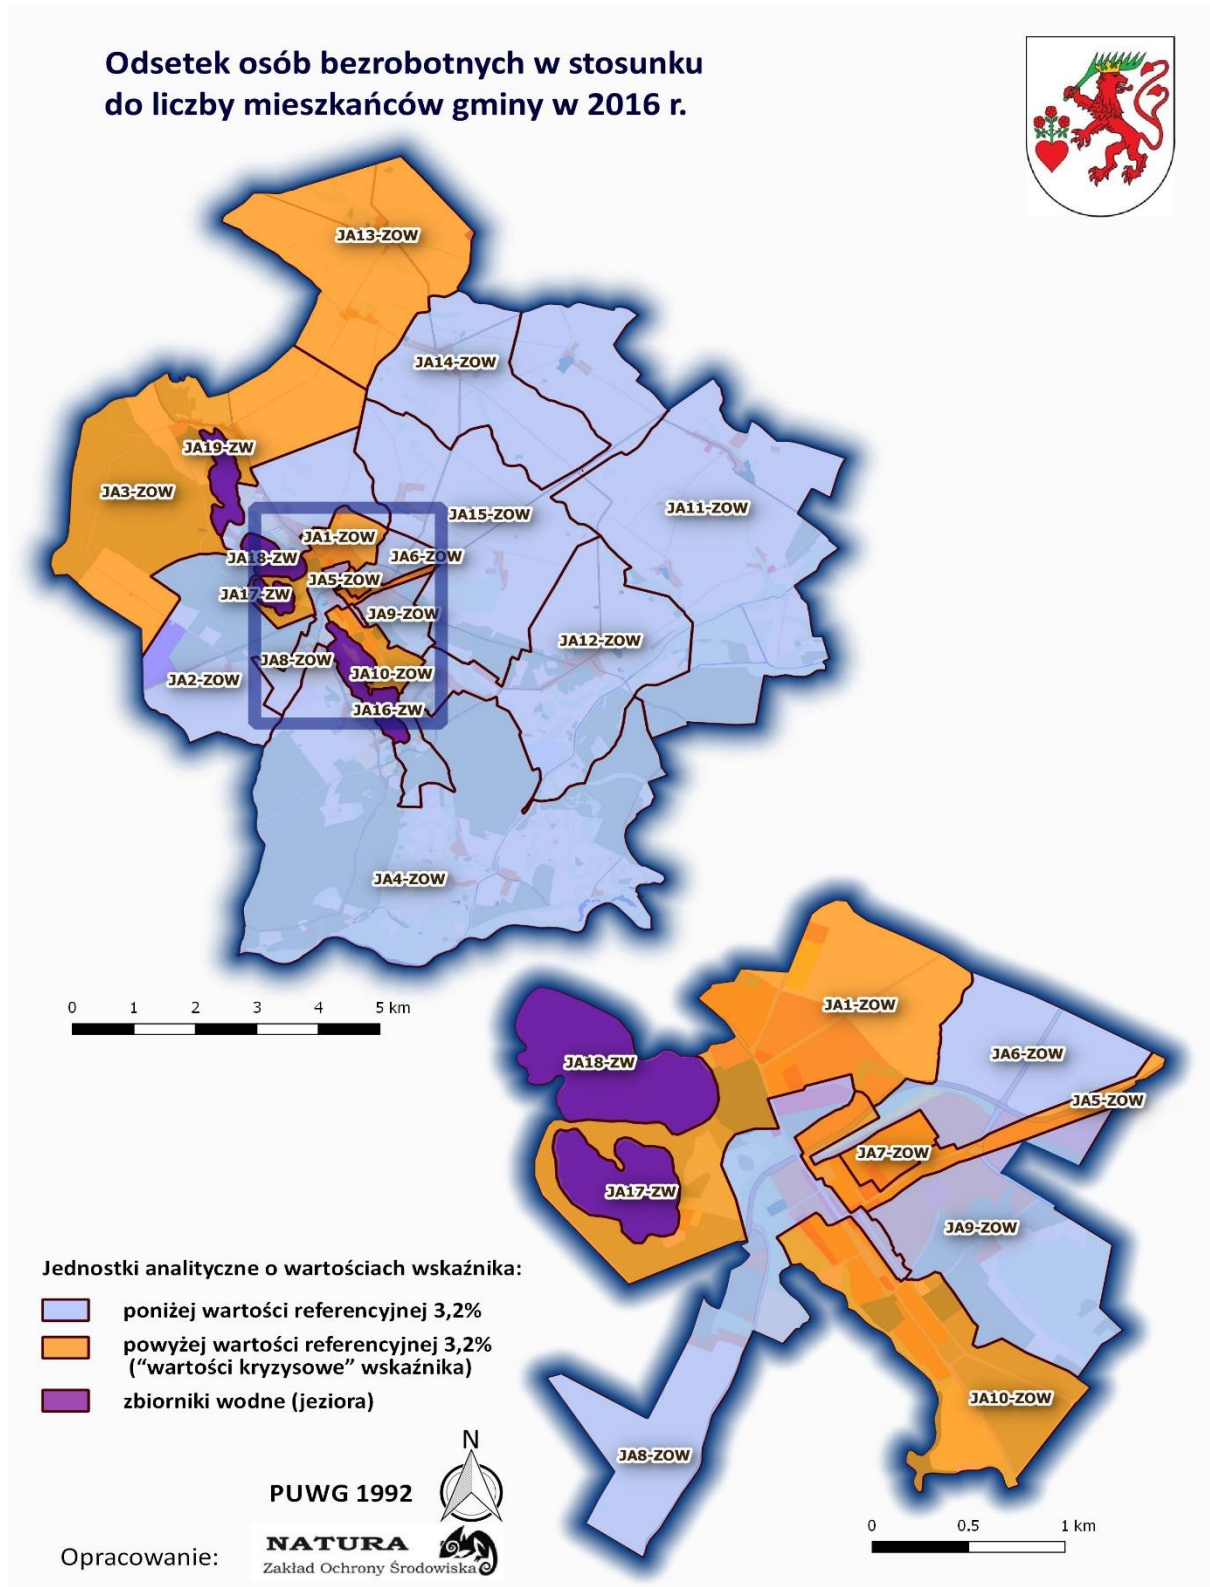 Odsetek osób bezrobotnych w stosunku
do liczby mieszkańców gminy w 2016 r.
JA13-ZOW
JA14-ZOW
JA19-ZW
JA3-ZOW
JA15-ZOW
JA11-ZOW
JA1-ZOW
JA18-ZW
JA6-ZOW
JA5-ZOW
JA17-ZW
JA9-ZOW
JA12-ZOW
JA8-ZOW
JA2-ZOW
JA10-ZOW
JA16-ZW
JA4-ZOW
0 1 2 3 4 5 km
JA1-ZOW
JA18-ZW
JA6-ZOW
JA5-ZOW
JA7-ZOW
JA17-ZW
JA9-ZOW
JA10-ZOW
JA8-ZOW
Jednostki analityczne o wartościach wskaźnika:
poniżej wartości referencyjnej 3,2%
powyżej wartości referencyjnej 3,2%
(“wartości kryzysowe” wskaźnika)
zbiorniki wodne (jeziora)
N
PUWG 1992
0 0.5 1 km
Opracowanie:
NATURA
Zakład Ochrony Środowiska